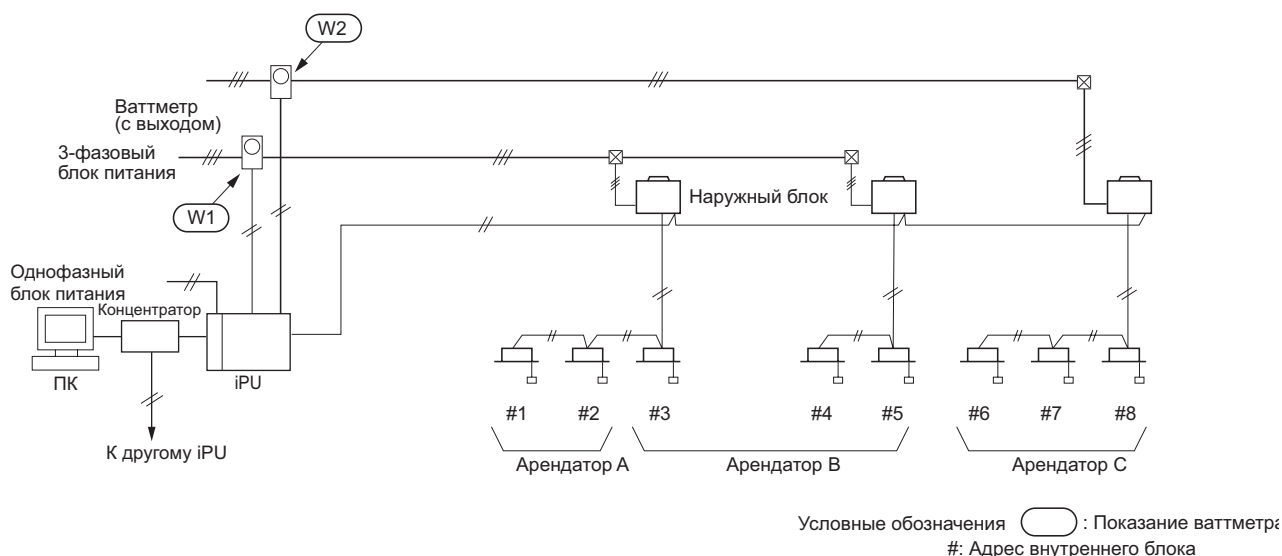 W2
Ваттметр
(с выходом)
3-фазовый
блок питания
W1
Наружный блок
Однофазный
блок питания
Концентратор
ПК
iPU
К другому iPU
#1 #2 #3 #4 #5 #6 #7 #8
Арендатор А Арендатор В Арендатор С
Условные обозначения : Показание ваттметра
#: Адрес внутреннего блока